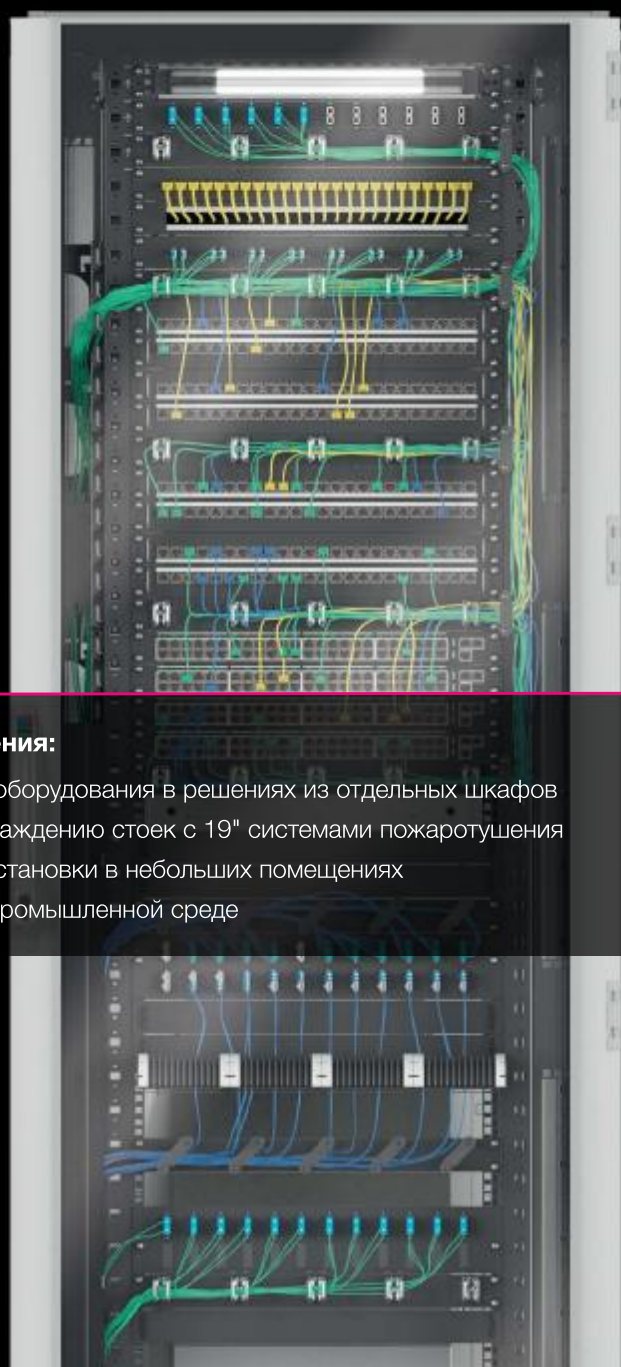 ния:
оборудования в решениях из отдельных шкафов
аждению стоек с 19" системами пожаротушения
становки в небольших помещениях
ромышленной среде